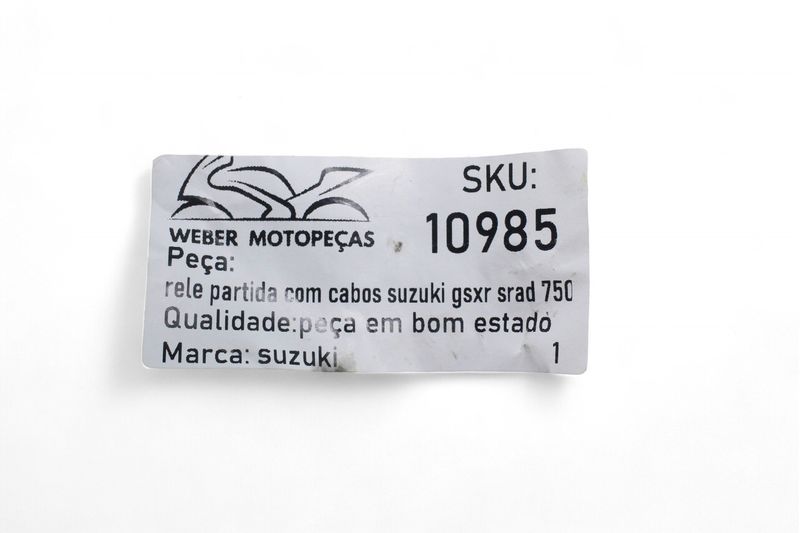 SKU:
10985
WEBER MOTOPEÇAS
Peça:
rele partida com cabos suzuki gsxr srad 750
Qualidade:peça em bom estado
Marca: suzuki 1